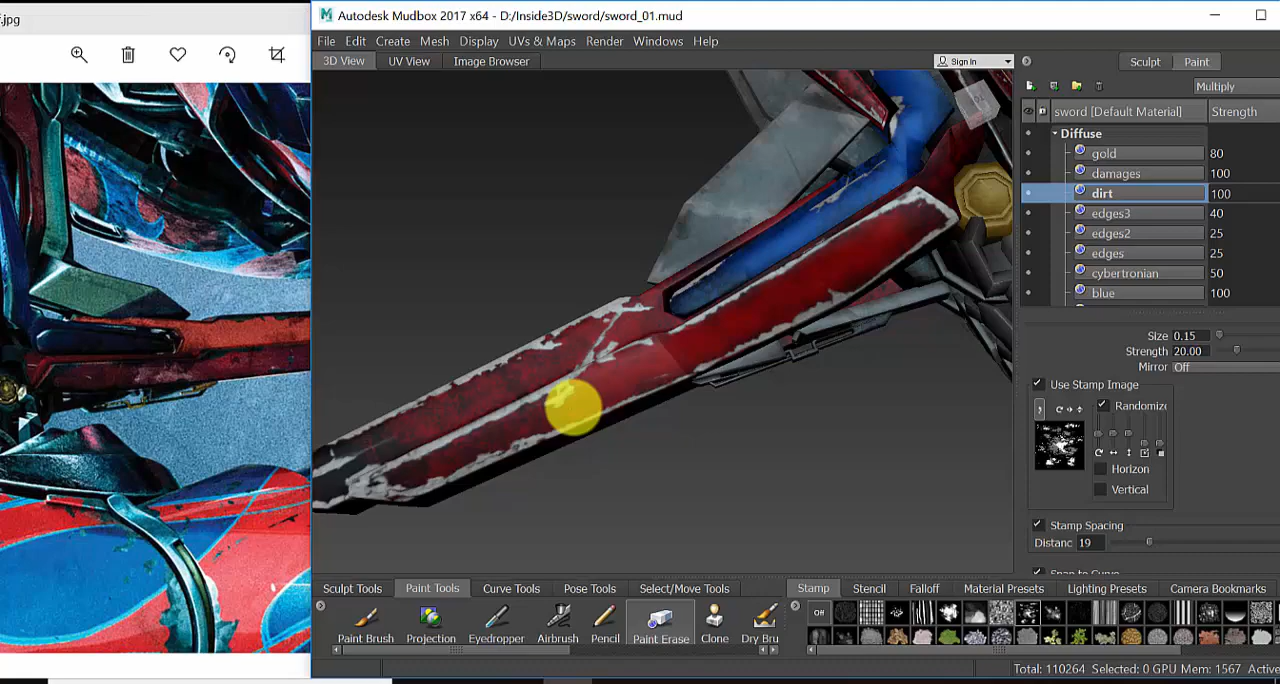 .jpg
Autodesk Mudbox 2017 x64 - D:/Inside3D/sword/sword_01.mud
File Edit Create Mesh Display UVs & Maps Render Windows Help
3D View UV View Image Browser
Sign In
Sculpt Paint
Multiply
sword [Default Material] Strength
Diffuse
gold 80
damages 100
dirt 100
edges3 40
edges2 25
edges 25
cybertronian 50
blue 100
Size 0.15
Strength 20.00
Mirror Off
Use Stamp Image
Randomize
Horizon
Vertical
Stamp Spacing
Distanc 19
Snap to Curve
Sculpt Tools Paint Tools Curve Tools Pose Tools Select/Move Tools
Stamp Stencil Falloff Material Presets Lighting Presets Camera Bookmarks
Off
Paint Brush Projection Eyedropper Airbrush Pencil Paint Erase Clone Dry Bru
Total: 110264 Selected: 0 GPU Mem: 1567 Active